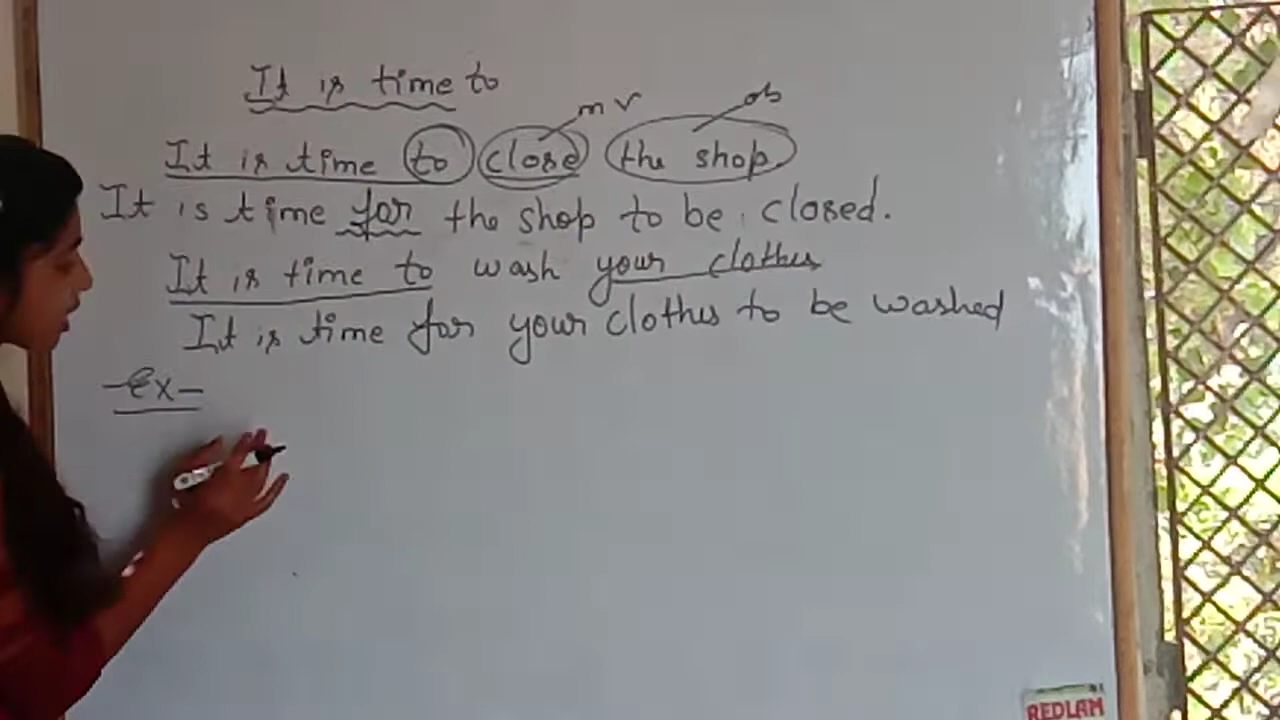 It is time to
m v
ob
It is time to close the shop.
It is time for the shop to be closed.
It is time to wash your clothes
It is time for your clothes to be washed
Ex-
REDLAM